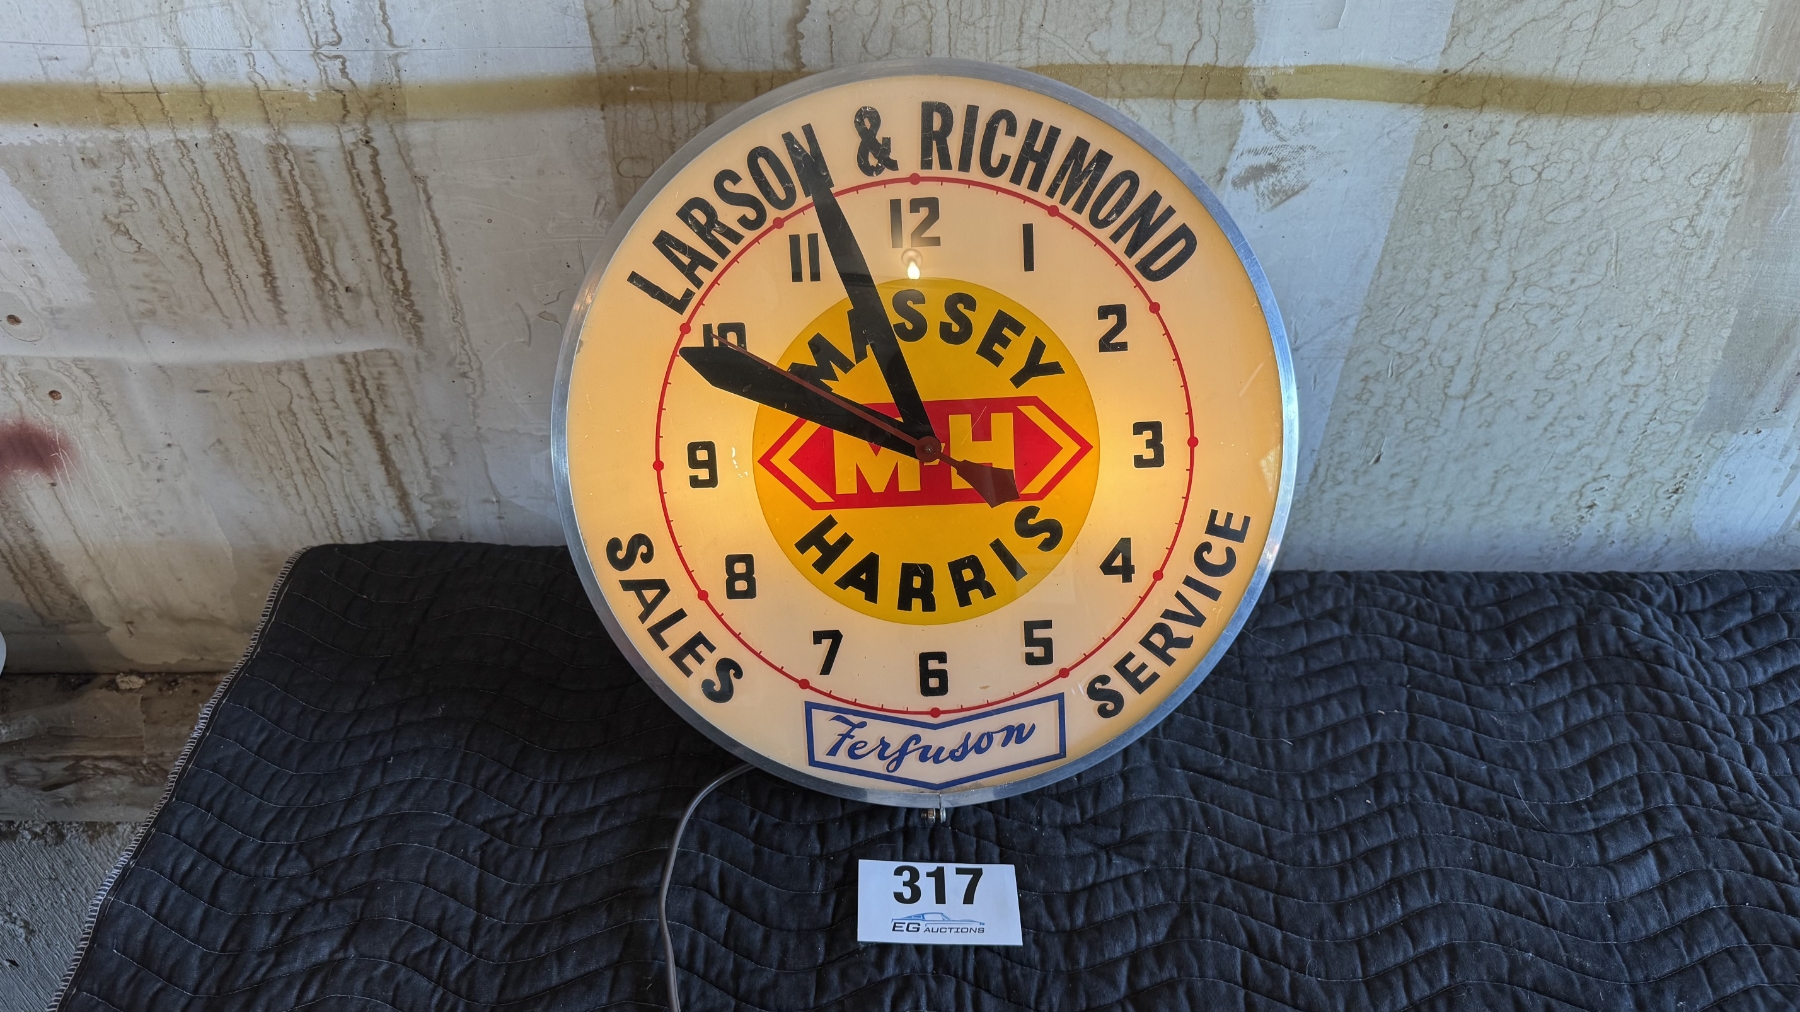 LARSON & RICHMOND
12
1
2
3
4
5
6
7
8
9
10
11
MASSEY
M-H
HARRIS
SALES
SERVICE
Ferguson
317
EG AUCTIONS